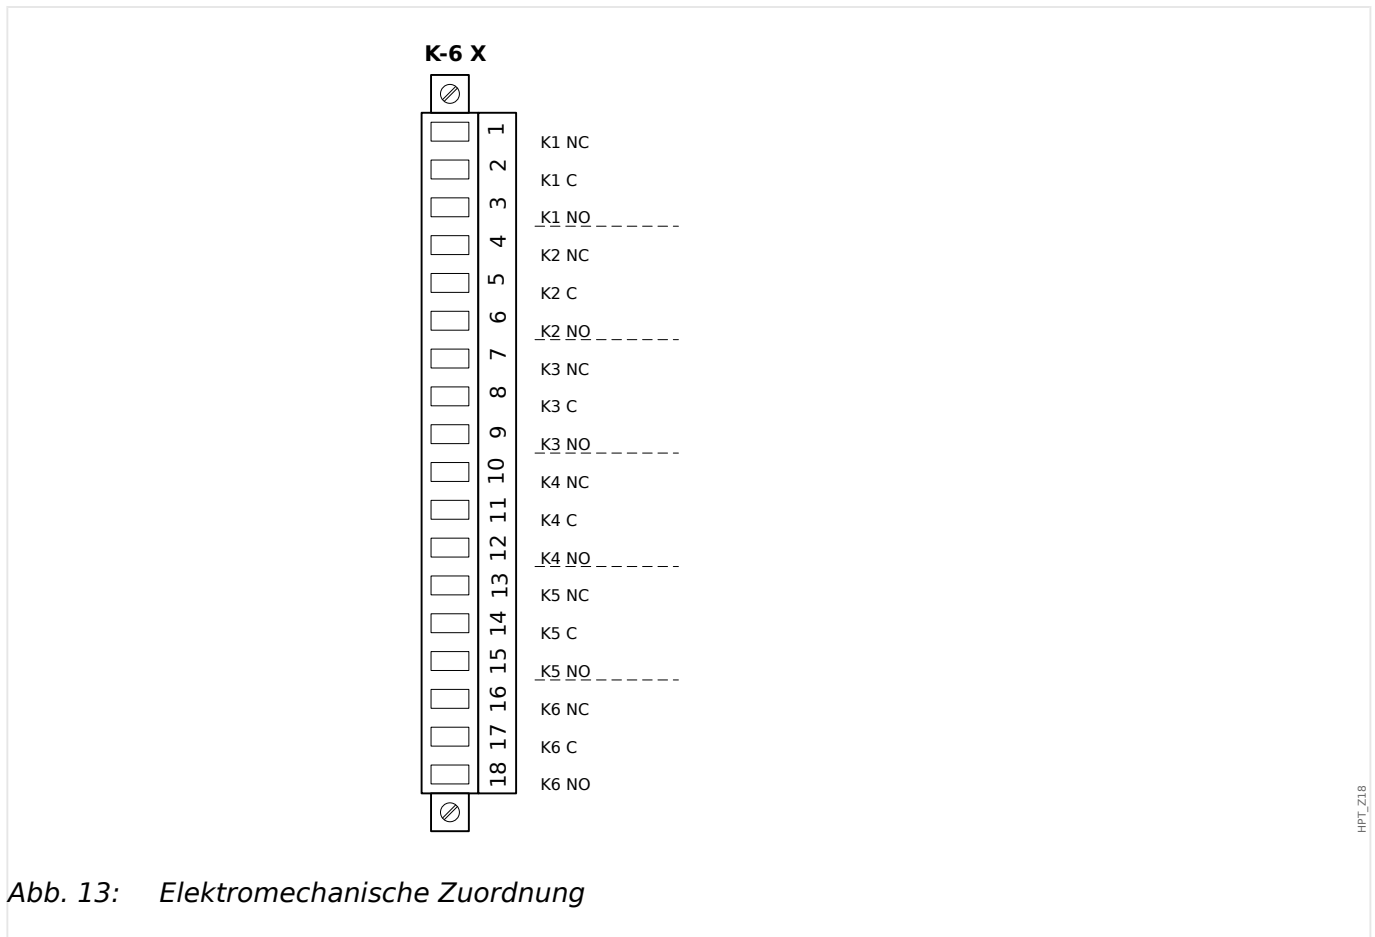 K-6 X
1 K1 NC
2 K1 C
3 K1 NO
4 K2 NC
5 K2 C
6 K2 NO
7 K3 NC
8 K3 C
9 K3 NO
10 K4 NC
11 K4 C
12 K4 NO
13 K5 NC
14 K5 C
15 K5 NO
16 K6 NC
17 K6 C
18 K6 NO
HPT_Z18
Abb. 13: Elektromechanische Zuordnung